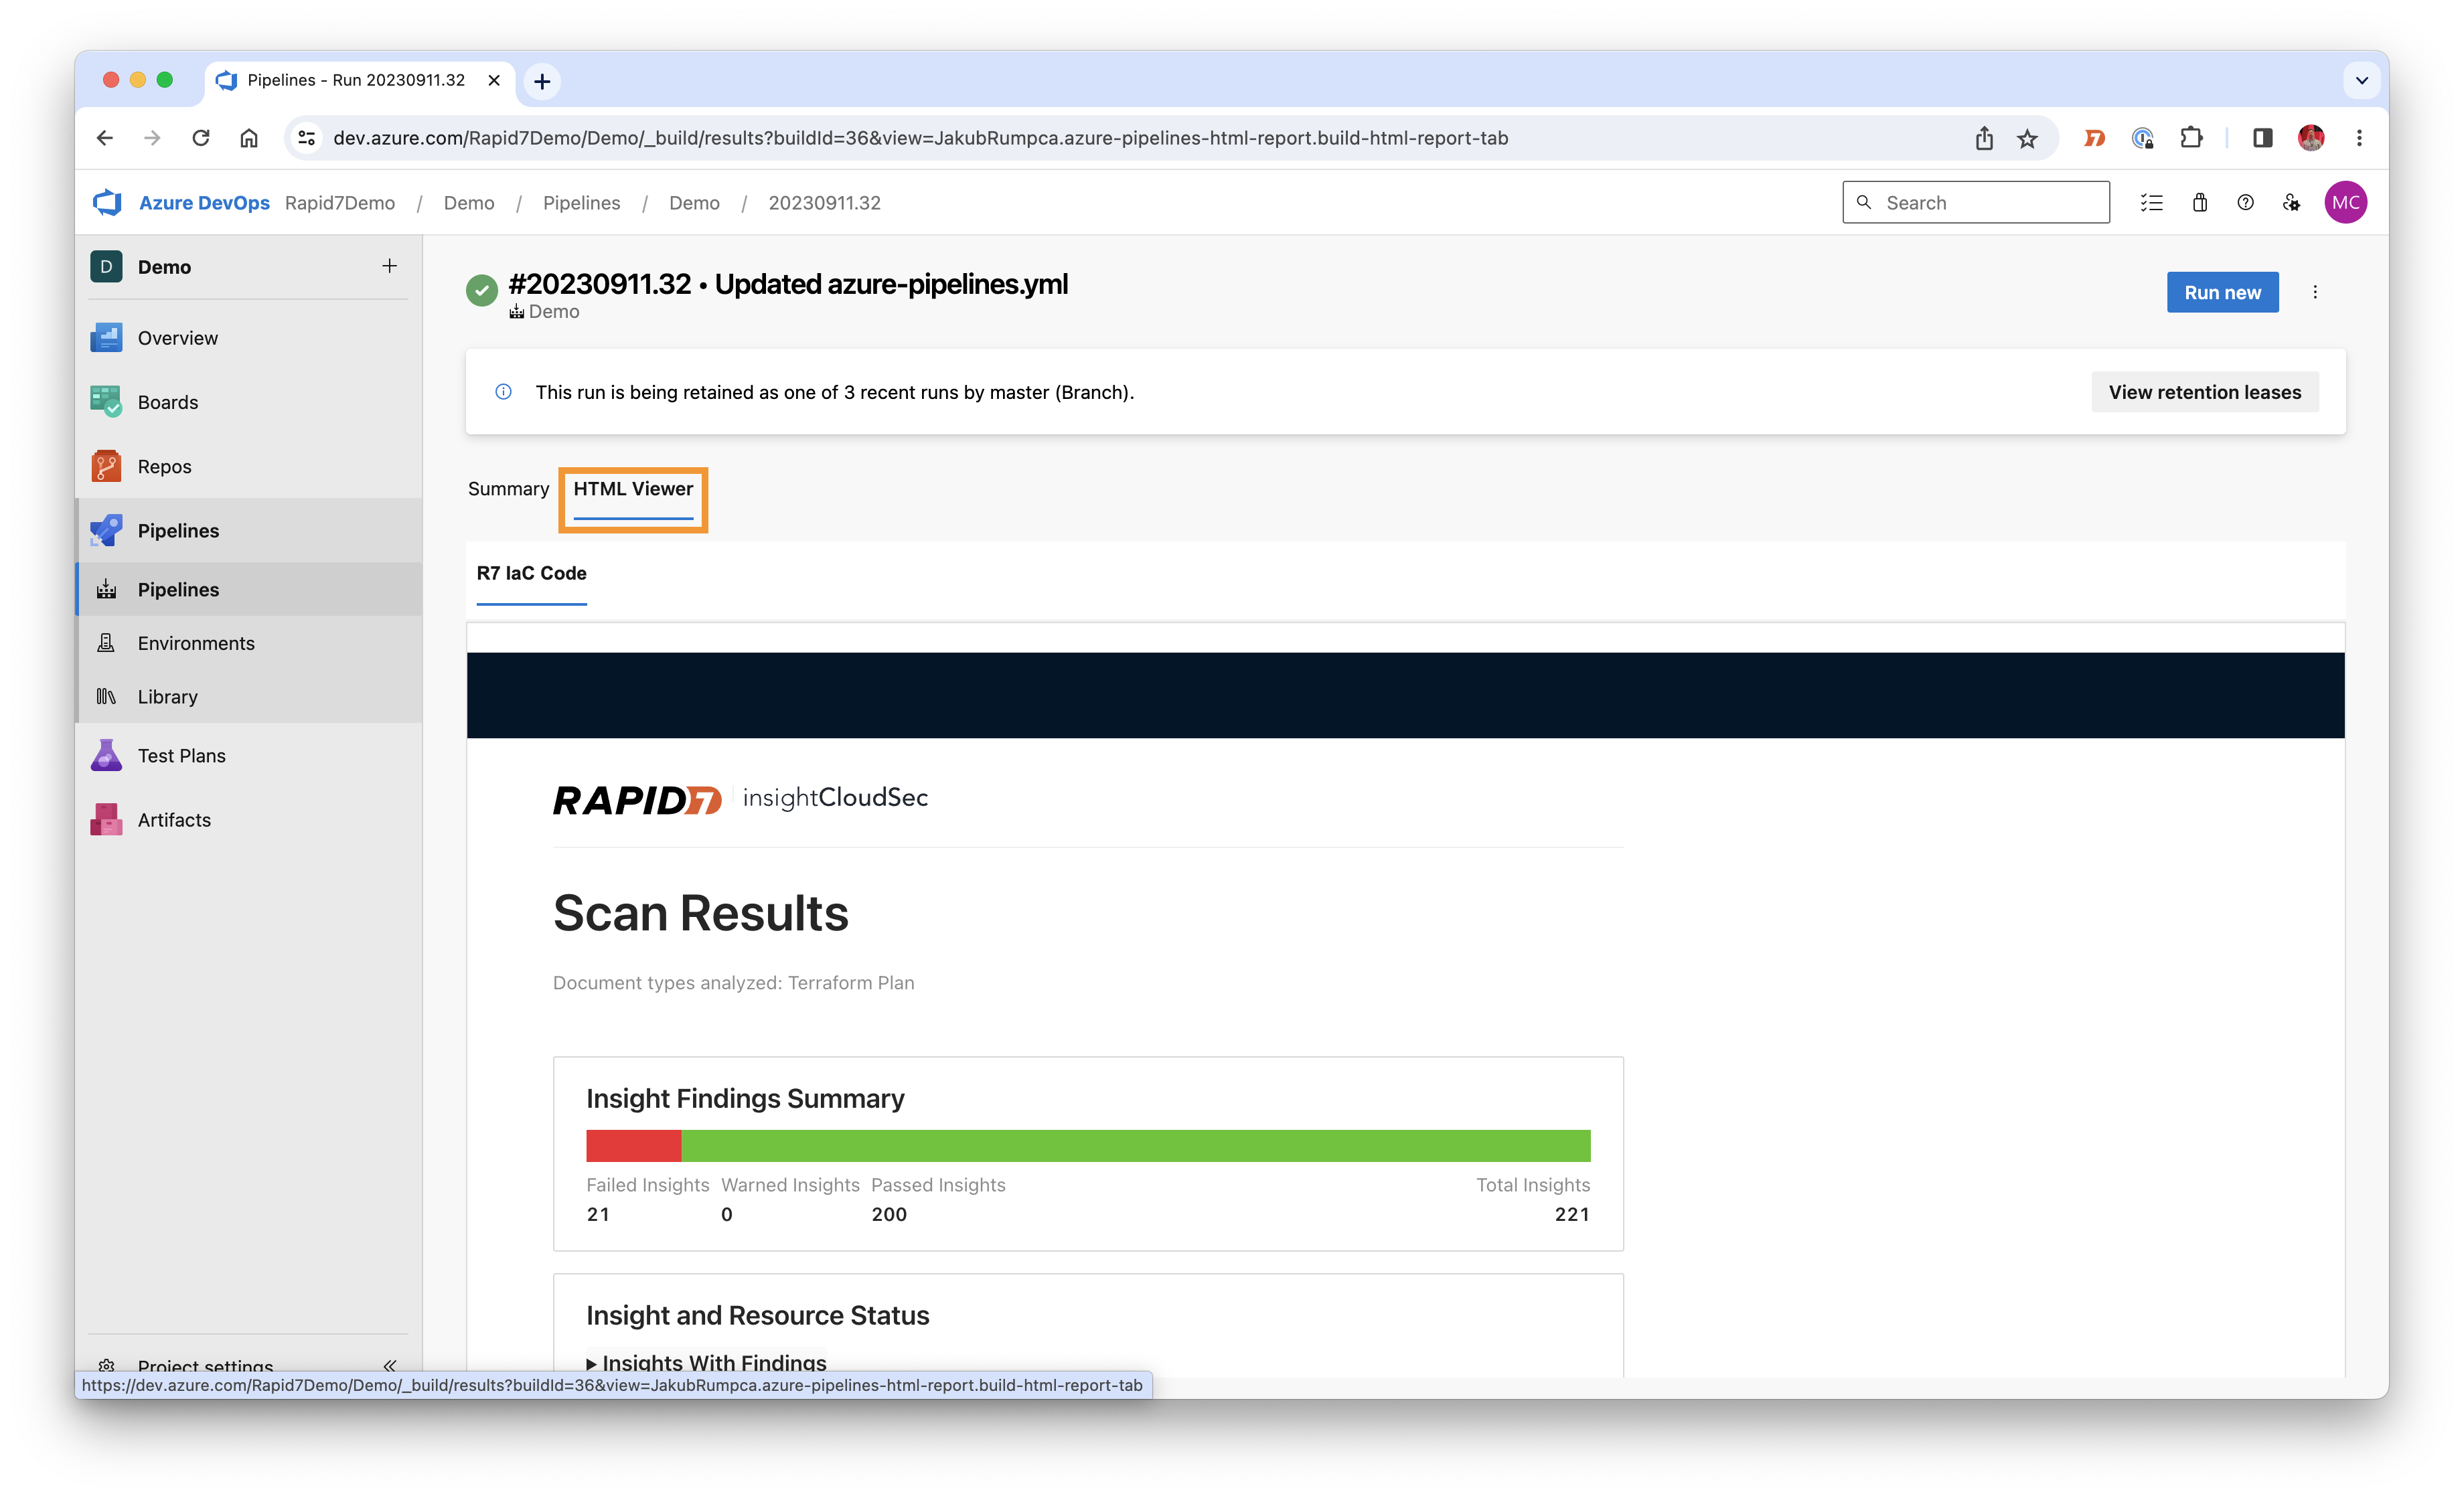 Pipelines - Run 20230911.32
dev.azure.com/Rapid7Demo/Demo/_build/results?buildId=36&view=JakubRumpca.azure-pipelines-html-report.build-html-report-tab
Azure DevOps Rapid7Demo / Demo / Pipelines / Demo / 20230911.32
Search
MC
D Demo
Overview
Boards
Repos
Pipelines
Pipelines
Environments
Library
Test Plans
Artifacts
Project settings
#20230911.32 • Updated azure-pipelines.yml
Demo
Run new
This run is being retained as one of 3 recent runs by master (Branch).
View retention leases
Summary HTML Viewer
R7 IaC Code
RAPID7 insightCloudSec
Scan Results
Document types analyzed: Terraform Plan
Insight Findings Summary
Failed Insights Warned Insights Passed Insights Total Insights
21 0 200 221
Insight and Resource Status
Insights With Findings
https://dev.azure.com/Rapid7Demo/Demo/_build/results?buildId=36&view=JakubRumpca.azure-pipelines-html-report.build-html-report-tab